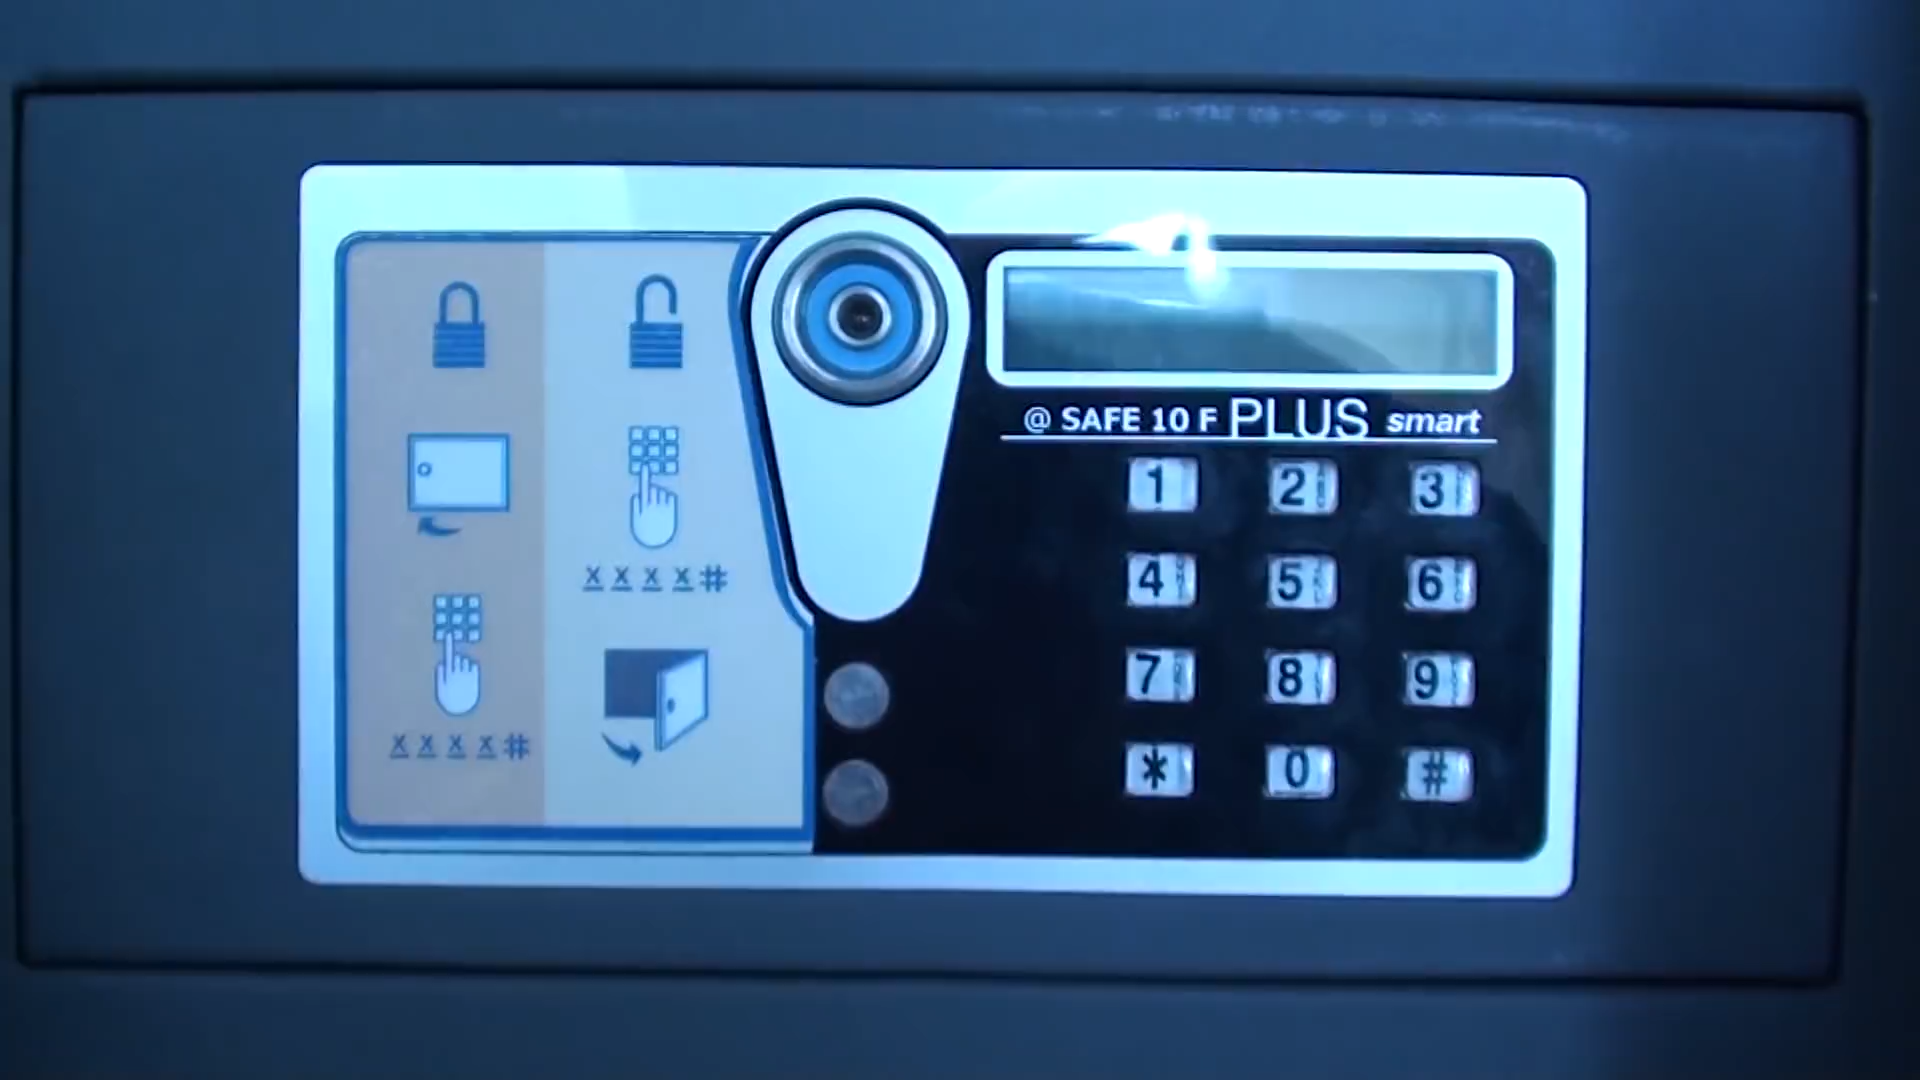 X X X X #
X X X X #
@ SAFE 10 F PLUS smart
1 2 3
4 5 6
7 8 9
* 0 #